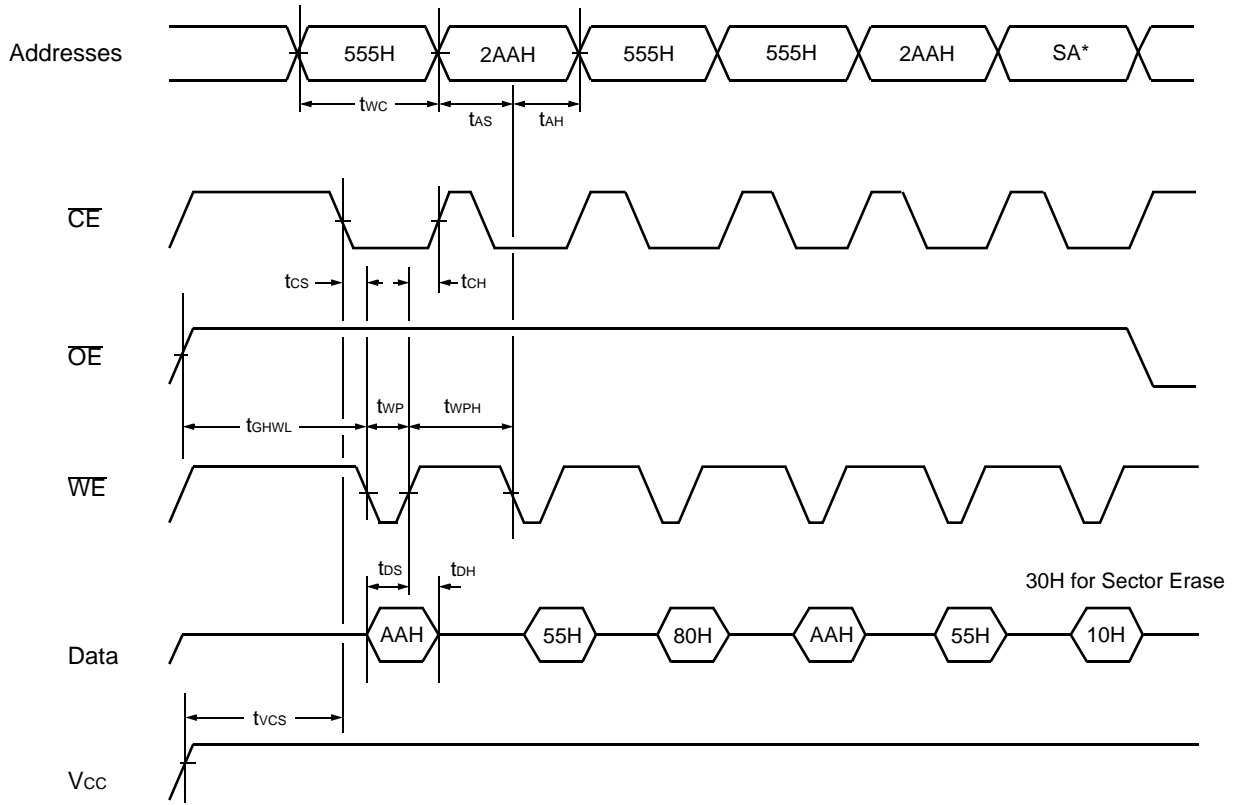 Addresses 555H 2AAH 555H 555H 2AAH SA*
tWC tAS tAH
CE
tCS tCH
OE
tGHWL tWP tWPH
WE
tDS tDH
30H for Sector Erase
Data AAH 55H 80H AAH 55H 10H
tVCS
VCC